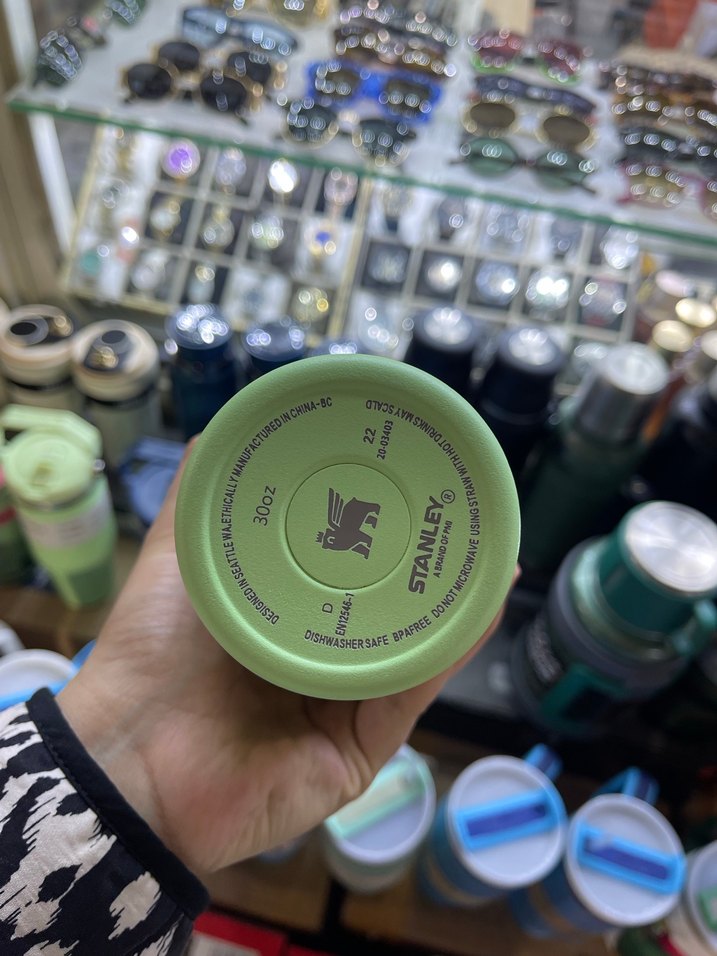 DESIGNED IN SEATTLE WA.ETHICALLY MANUFACTURED IN CHINA-BC
DISHWASHER SAFE BPAFREE DO NOT MICROWAVE USING STRAW WITH HOT DRINKS MAY SCALD
30oz
22
20-03403
STANLEY®
A BRAND OF PMI
D
EN12546-1